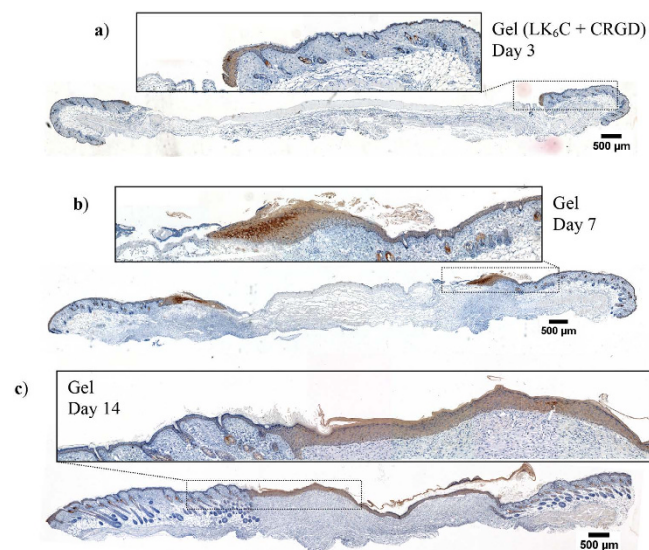 a)
Gel (LK₆C + CRGD)
Day 3
500 µm
b)
Gel
Day 7
500 µm
c)
Gel
Day 14
500 µm